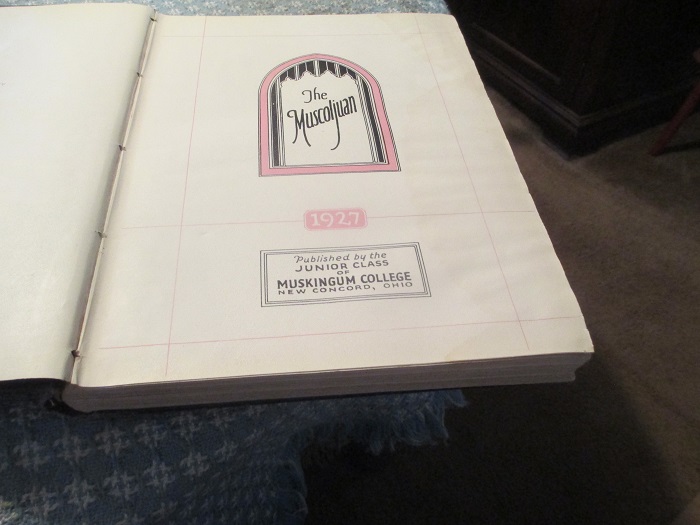 The
Muscoljuan
1927
Published by the
JUNIOR CLASS
OF
MUSKINGUM COLLEGE
NEW CONCORD, OHIO